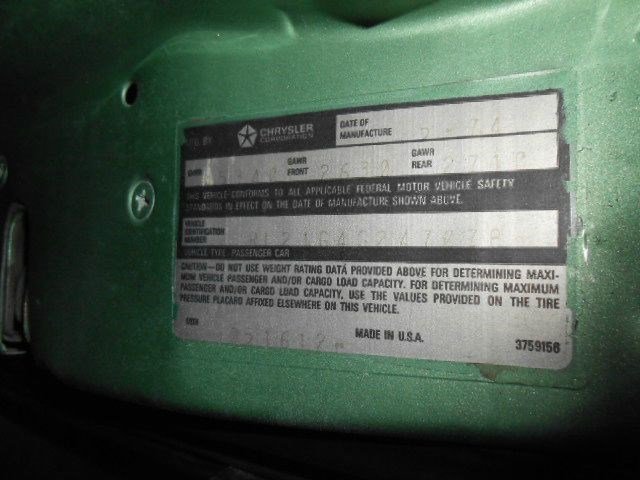 MFG. BY CHRYSLER CORPORATION DATE OF MANUFACTURE
GAWR FRONT GAWR REAR
THIS VEHICLE CONFORMS TO ALL APPLICABLE FEDERAL MOTOR VEHICLE SAFETY
STANDARDS IN EFFECT ON THE DATE OF MANUFACTURE SHOWN ABOVE.
VEHICLE IDENTIFICATION NUMBER
VEHICLE TYPE: PASSENGER CAR
CAUTION—DO NOT USE WEIGHT RATING DATA PROVIDED ABOVE FOR DETERMINING MAXI-
MUM VEHICLE PASSENGER AND/OR CARGO LOAD CAPACITY. FOR DETERMINING MAXIMUM
PASSENGER AND/OR CARGO LOAD CAPACITY, USE THE VALUES PROVIDED ON THE TIRE
PRESSURE PLACARD AFFIXED ELSEWHERE ON THIS VEHICLE.
MADE IN U.S.A. 3759156